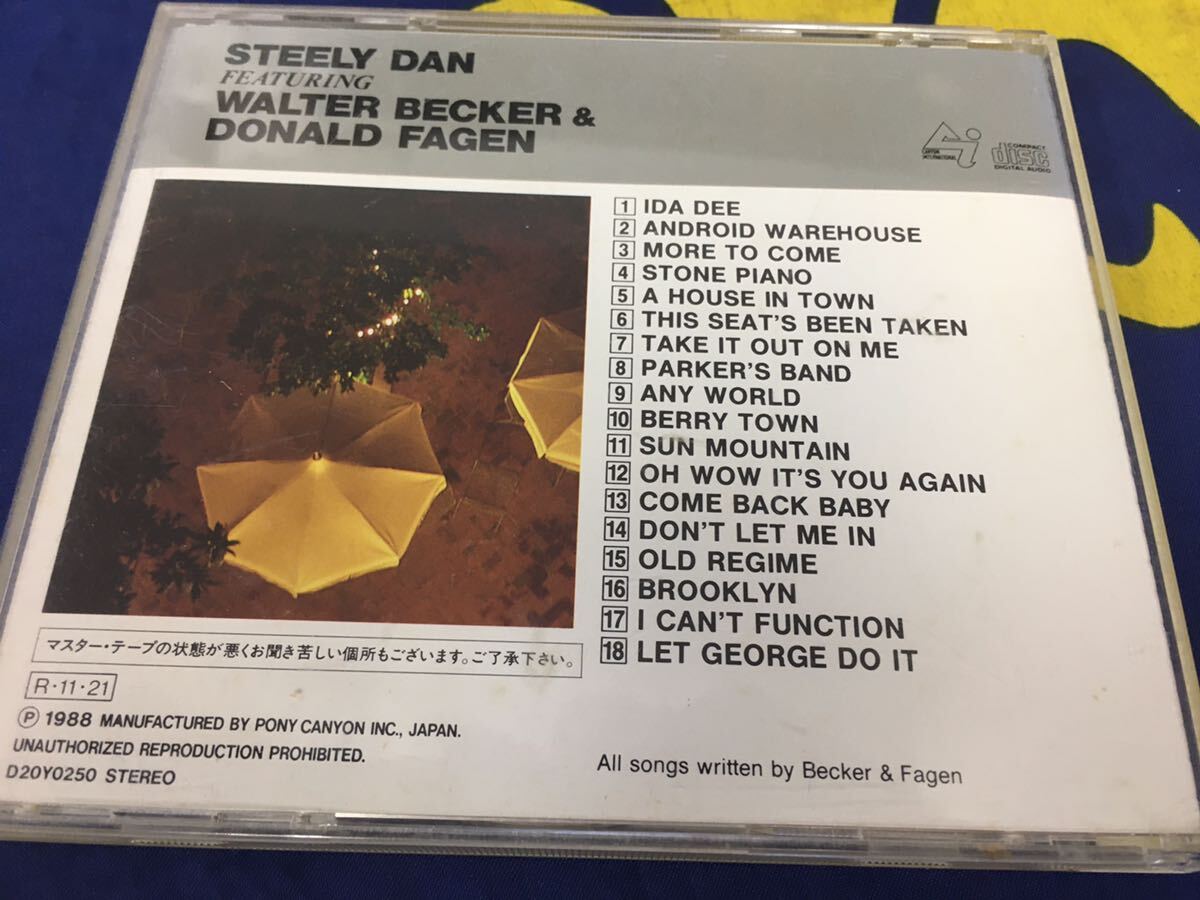 STEELY DAN
FEATURING
WALTER BECKER &
DONALD FAGEN
CANYON
INTERNATIONAL
COMPACT
disc
DIGITAL AUDIO
1 IDA DEE
2 ANDROID WAREHOUSE
3 MORE TO COME
4 STONE PIANO
5 A HOUSE IN TOWN
6 THIS SEAT'S BEEN TAKEN
7 TAKE IT OUT ON ME
8 PARKER'S BAND
9 ANY WORLD
10 BERRY TOWN
11 SUN MOUNTAIN
12 OH WOW IT'S YOU AGAIN
13 COME BACK BABY
14 DON'T LET ME IN
15 OLD REGIME
16 BROOKLYN
17 I CAN'T FUNCTION
18 LET GEORGE DO IT
マスター・テープの状態が悪くお聞き苦しい個所もございます。ご了承下さい。
R・11・21
Ⓟ 1988 MANUFACTURED BY PONY CANYON INC., JAPAN.
UNAUTHORIZED REPRODUCTION PROHIBITED.
D20Y0250 STEREO
All songs written by Becker & Fagen